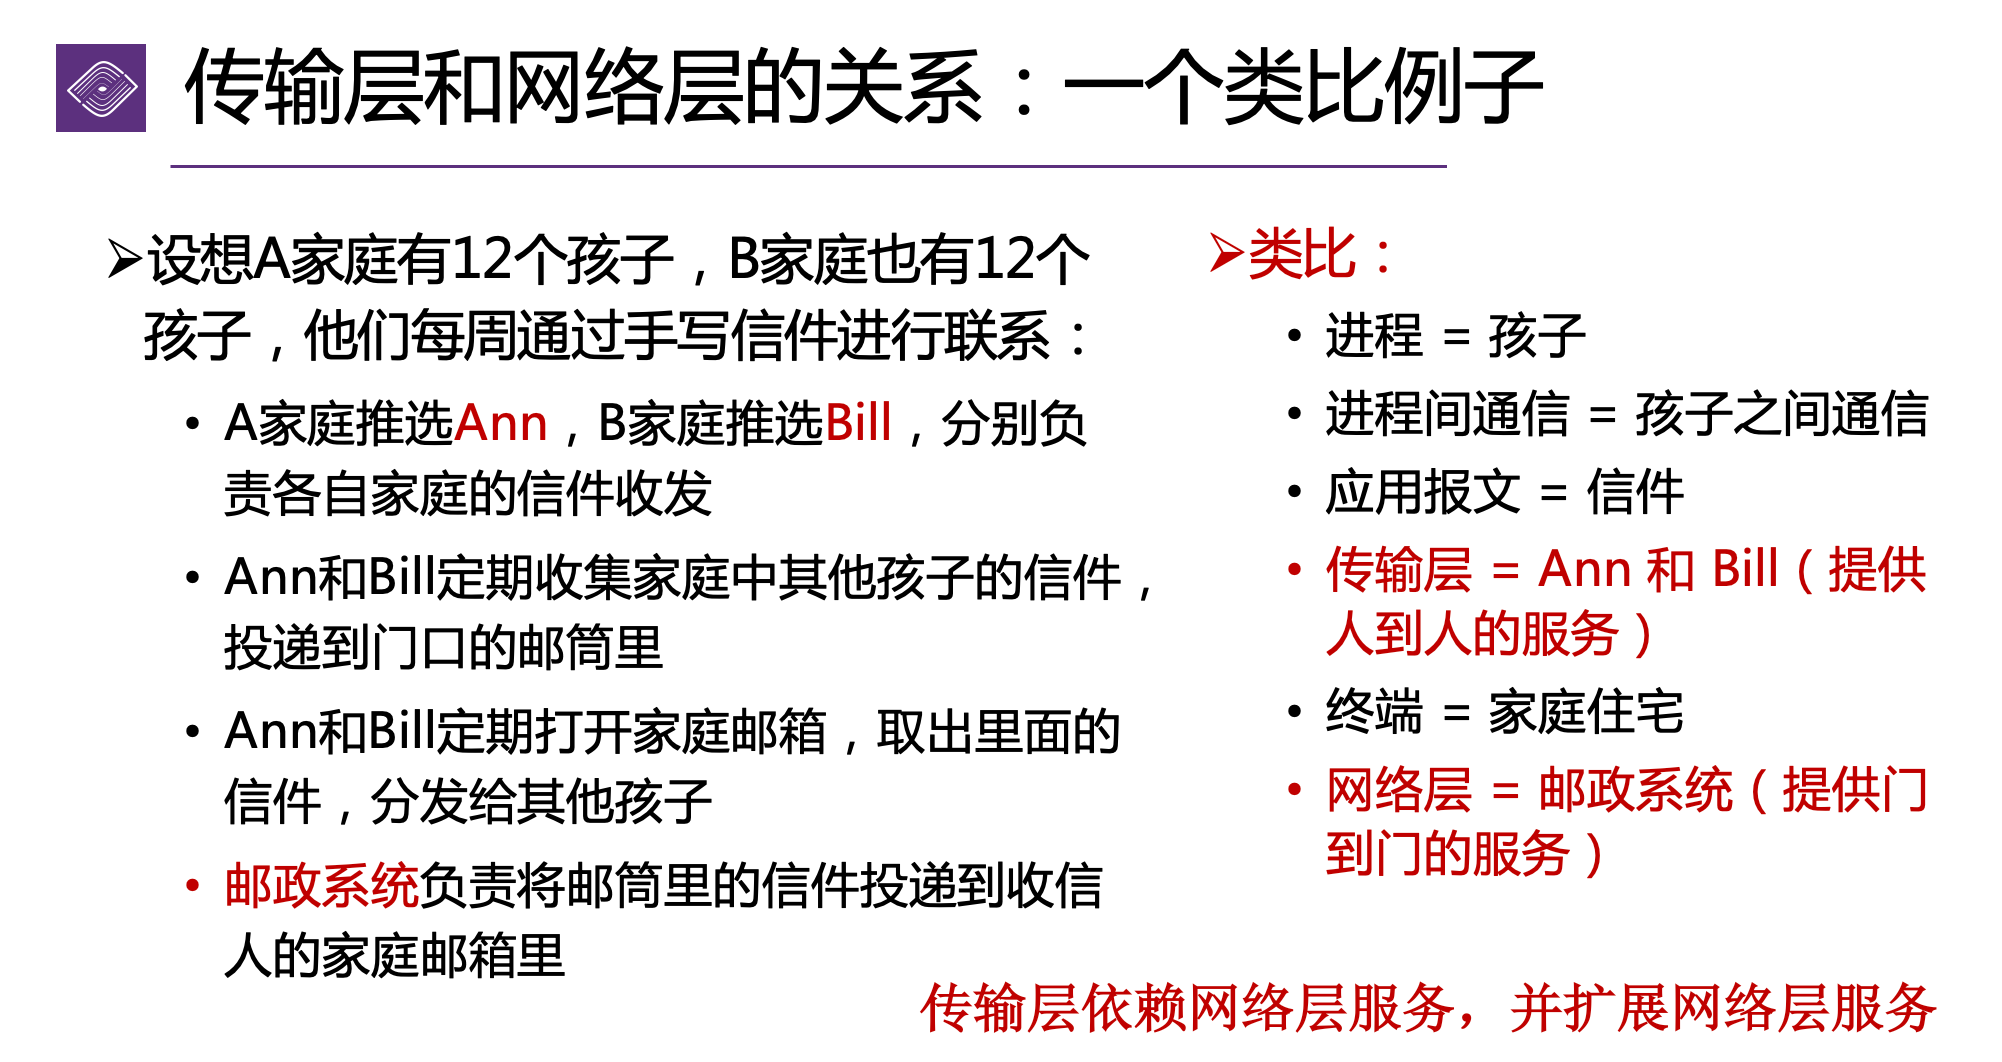 传输层和网络层的关系：一个类比例子
➢设想A家庭有12个孩子，B家庭也有12个
孩子，他们每周通过手写信件进行联系：
• A家庭推选Ann，B家庭推选Bill，分别负
责各自家庭的信件收发
• Ann和Bill定期收集家庭中其他孩子的信件，
投递到门口的邮筒里
• Ann和Bill定期打开家庭邮箱，取出里面的
信件，分发给其他孩子
• 邮政系统负责将邮筒里的信件投递到收信
人的家庭邮箱里
➢类比：
• 进程 = 孩子
• 进程间通信 = 孩子之间通信
• 应用报文 = 信件
• 传输层 = Ann 和 Bill（提供
人到人的服务）
• 终端 = 家庭住宅
• 网络层 = 邮政系统（提供门
到门的服务）
传输层依赖网络层服务，并扩展网络层服务